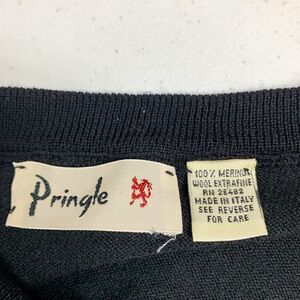 Pringle
100% MERINO
WOOL EXTRAFINE
RN 26482
MADE IN ITALY
SEE REVERSE
FOR CARE